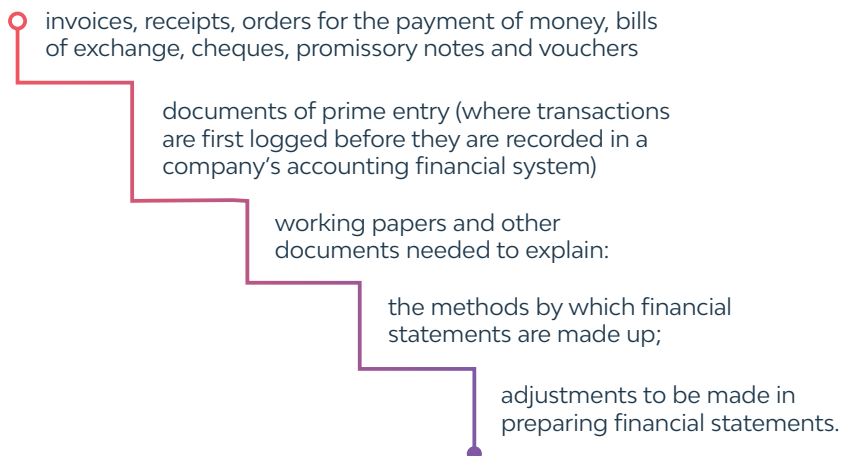 invoices, receipts, orders for the payment of money, bills
of exchange, cheques, promissory notes and vouchers
documents of prime entry (where transactions
are first logged before they are recorded in a
company's accounting financial system)
working papers and other
documents needed to explain:
the methods by which financial
statements are made up;
adjustments to be made in
preparing financial statements.